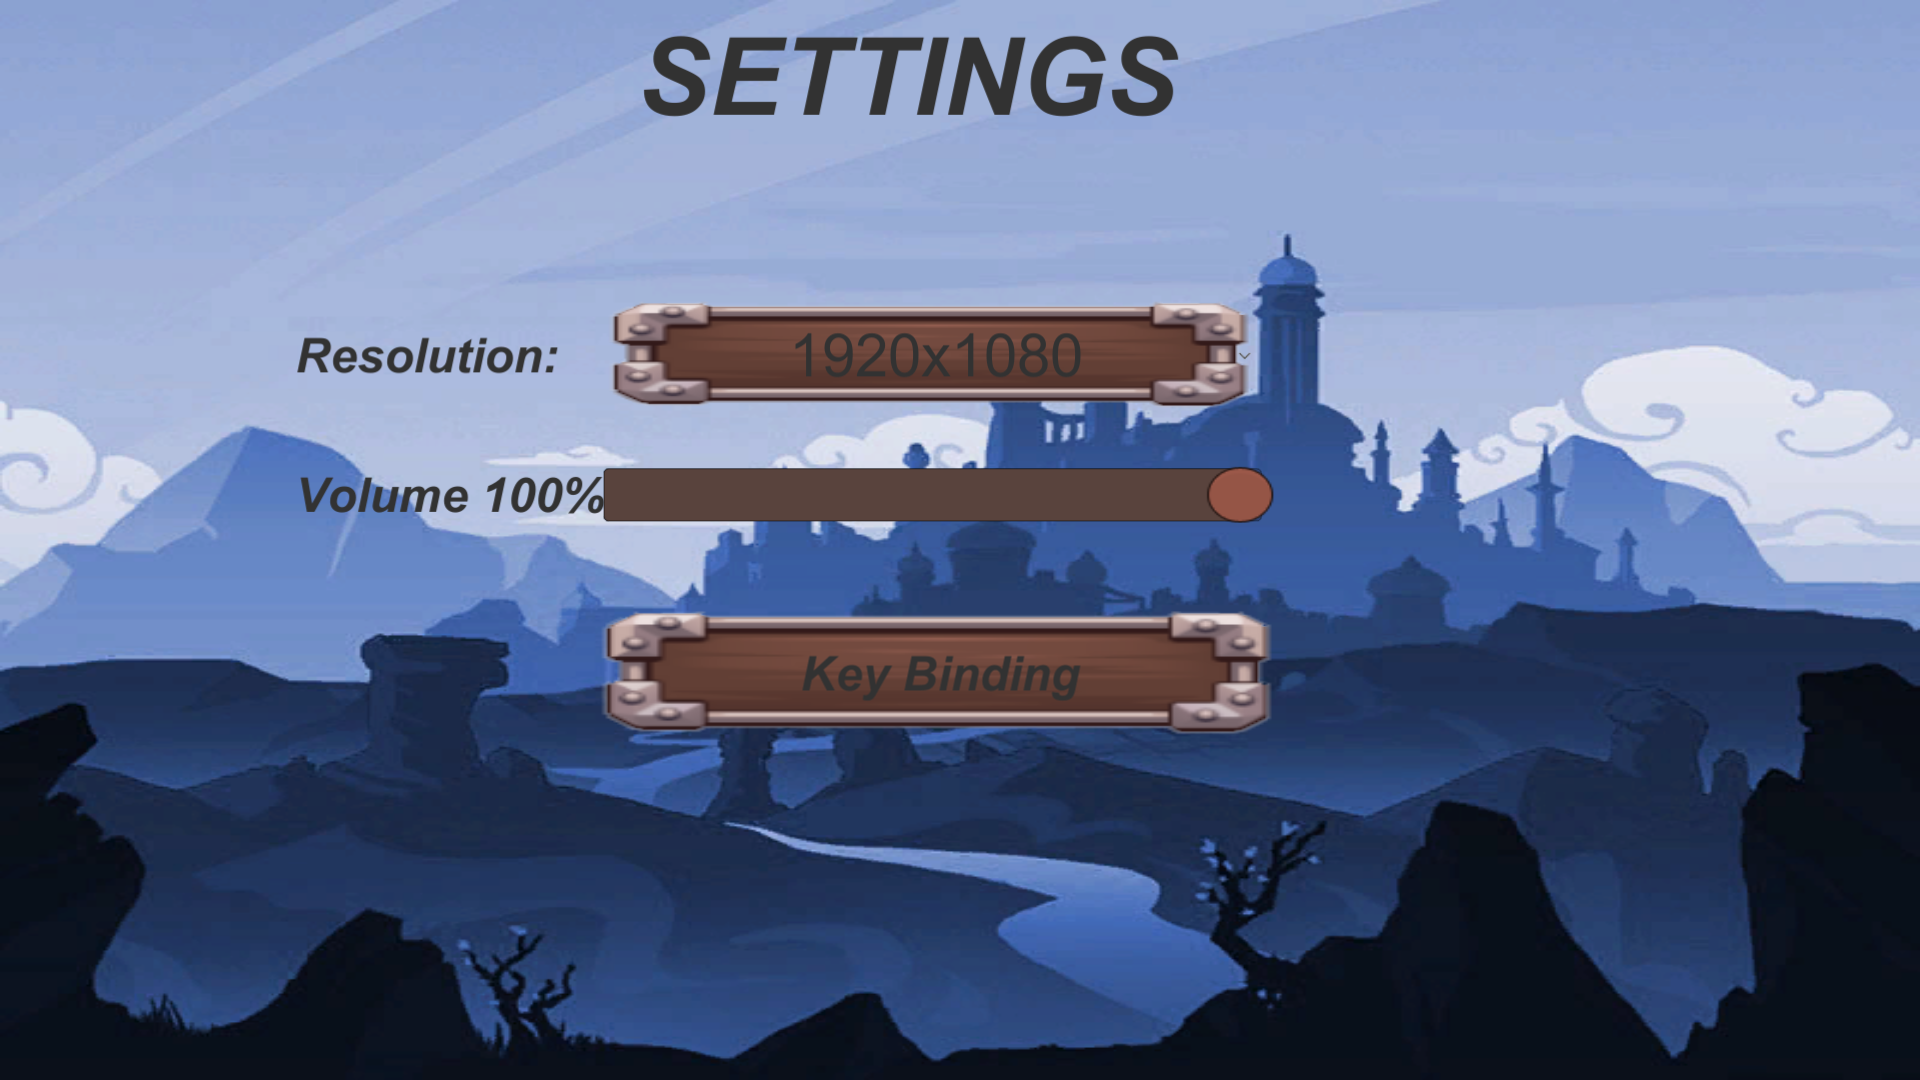 SETTINGS
Resolution: 1920x1080
Volume 100%
Key Binding